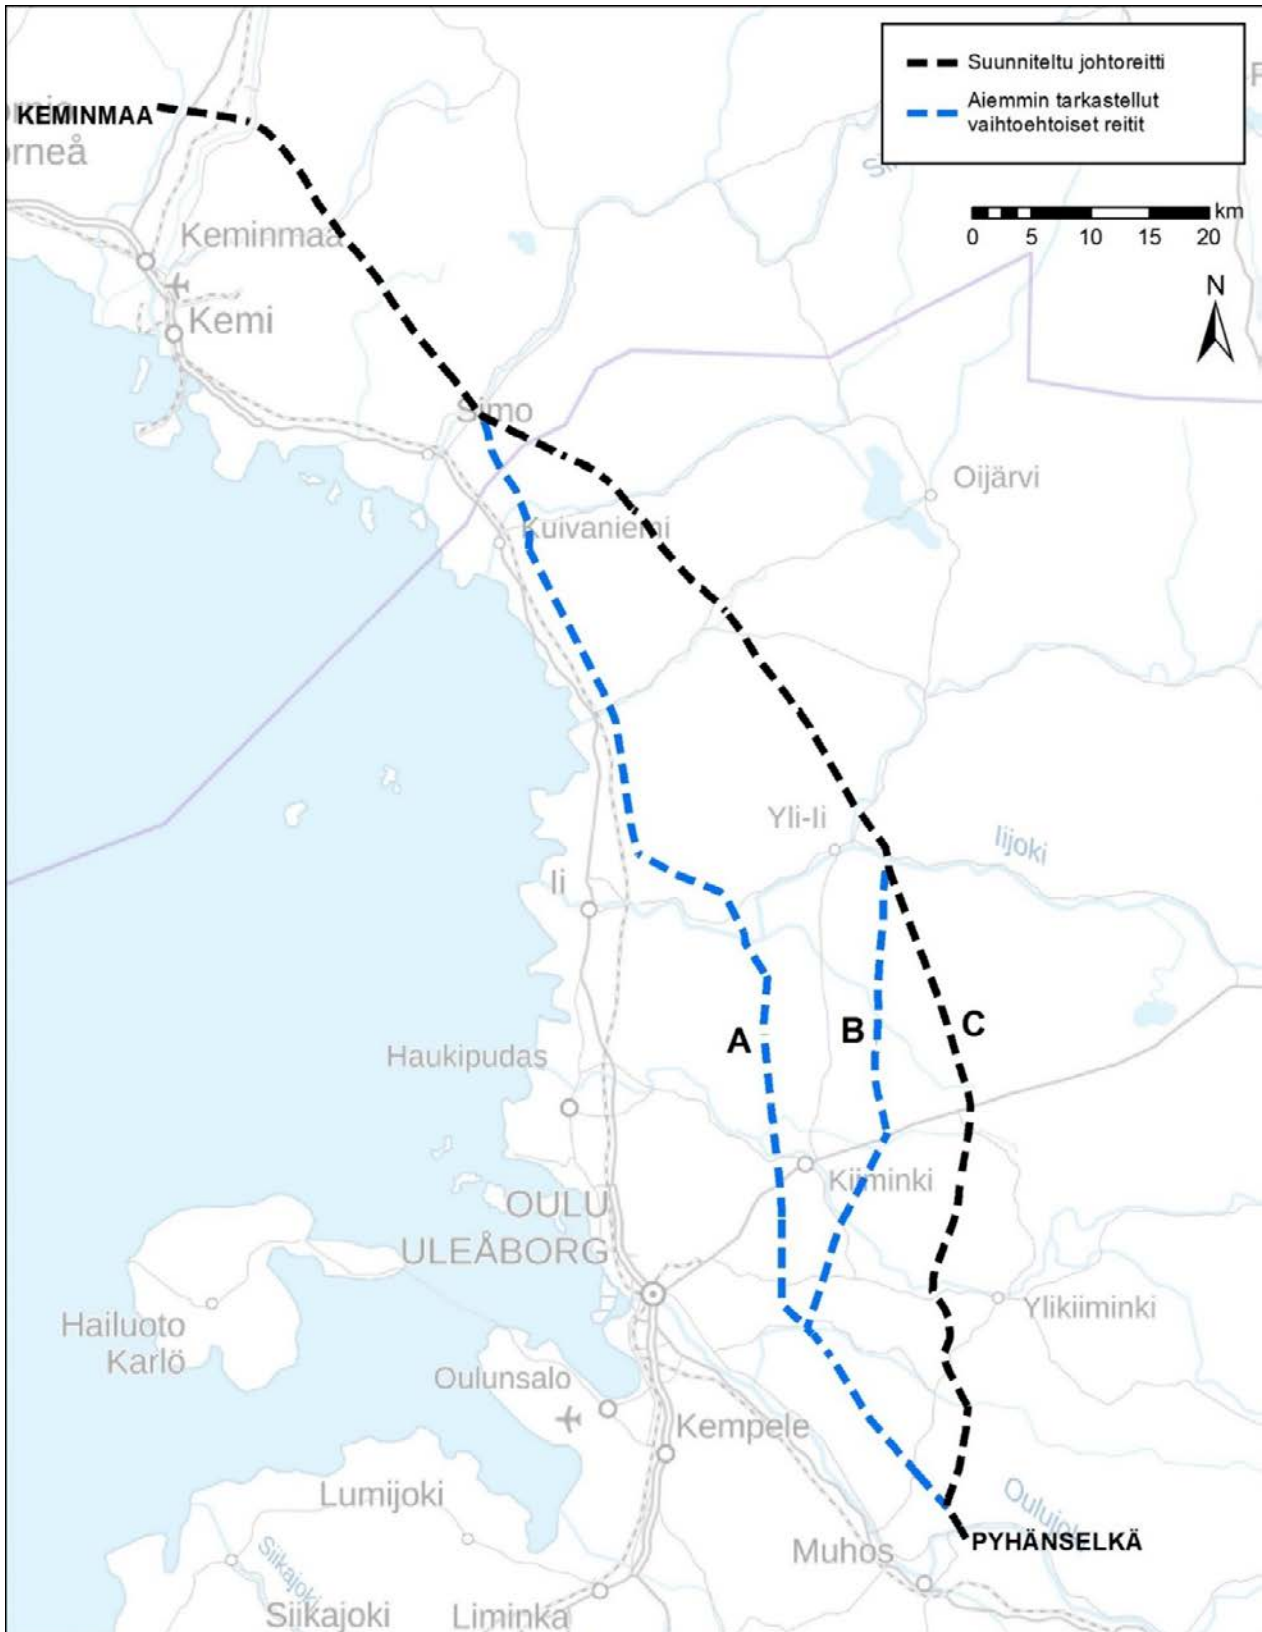 Suunniteltu johtoreitti
Aiemmin tarkastellut
vaihtoehtoiset reitit
km
0 5 10 15 20
N
KEMINMAA
Keminmaa
Kemi
Simo
Kuivaniemi
Oijärvi
Yli-Ii
Iijoki
Ii
A
B
C
Haukipudas
Kiiminki
OULU
ULEÅBORG
Hailuoto
Karlö
Ylikiiminki
Oulunsalo
Kempele
Lumijoki
PYHÄNSELKÄ
Muhos
Siikajoki
Siikajoki
Liminka